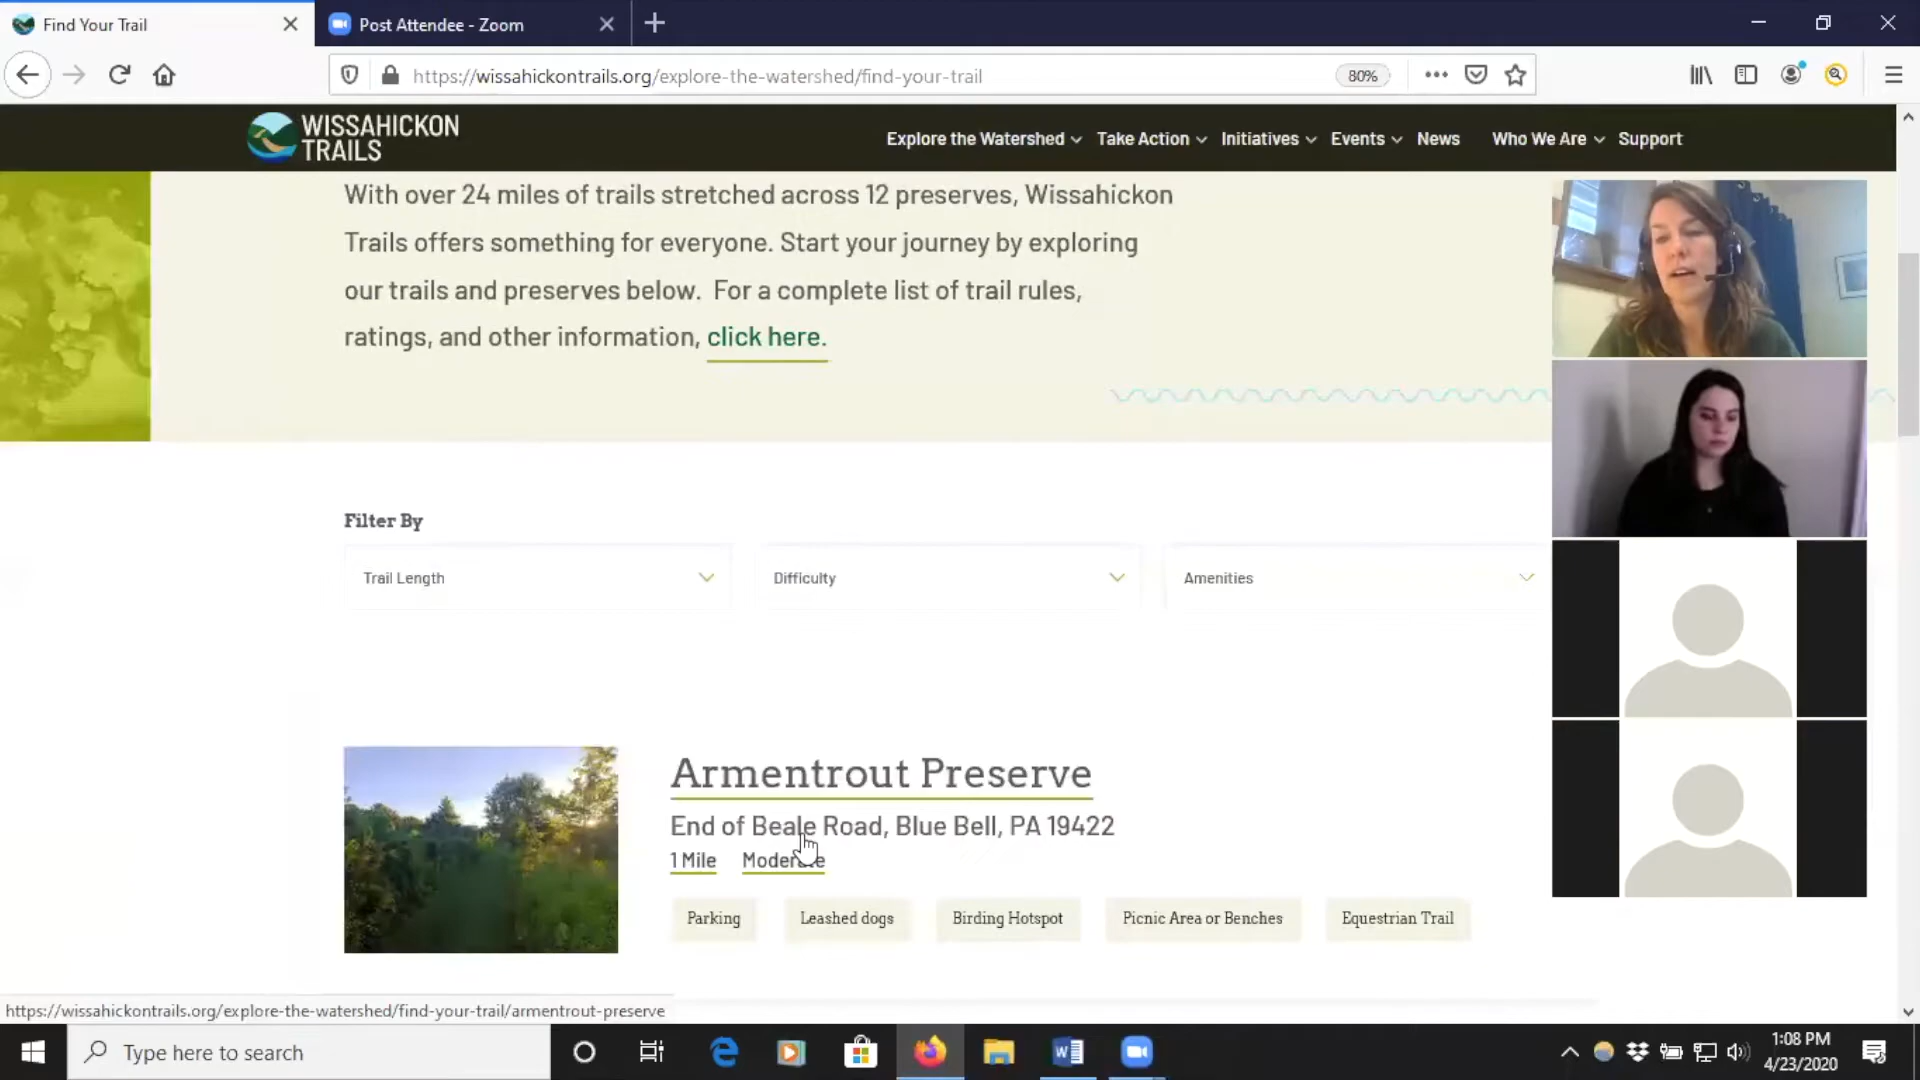 Find Your Trail
Post Attendee - Zoom
https://wissahickontrails.org/explore-the-watershed/find-your-trail
80%
WISSAHICKON
TRAILS
Explore the Watershed
Take Action
Initiatives
Events
News
Who We Are
Support
With over 24 miles of trails stretched across 12 preserves, Wissahickon
Trails offers something for everyone. Start your journey by exploring
our trails and preserves below. For a complete list of trail rules,
ratings, and other information, click here.
Filter By
Trail Length
Difficulty
Amenities
Armentrout Preserve
End of Beale Road, Blue Bell, PA 19422
1 Mile
Moderate
Parking
Leashed dogs
Birding Hotspot
Picnic Area or Benches
Equestrian Trail
https://wissahickontrails.org/explore-the-watershed/find-your-trail/armentrout-preserve
Type here to search
1:08 PM
4/23/2020